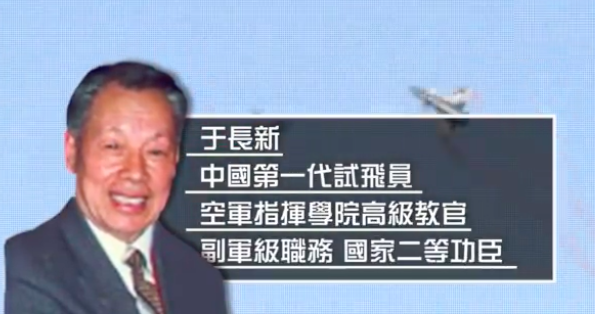 于長新
中國第一代試飛員
空軍指揮學院高級教官
副軍級職務 國家二等功臣